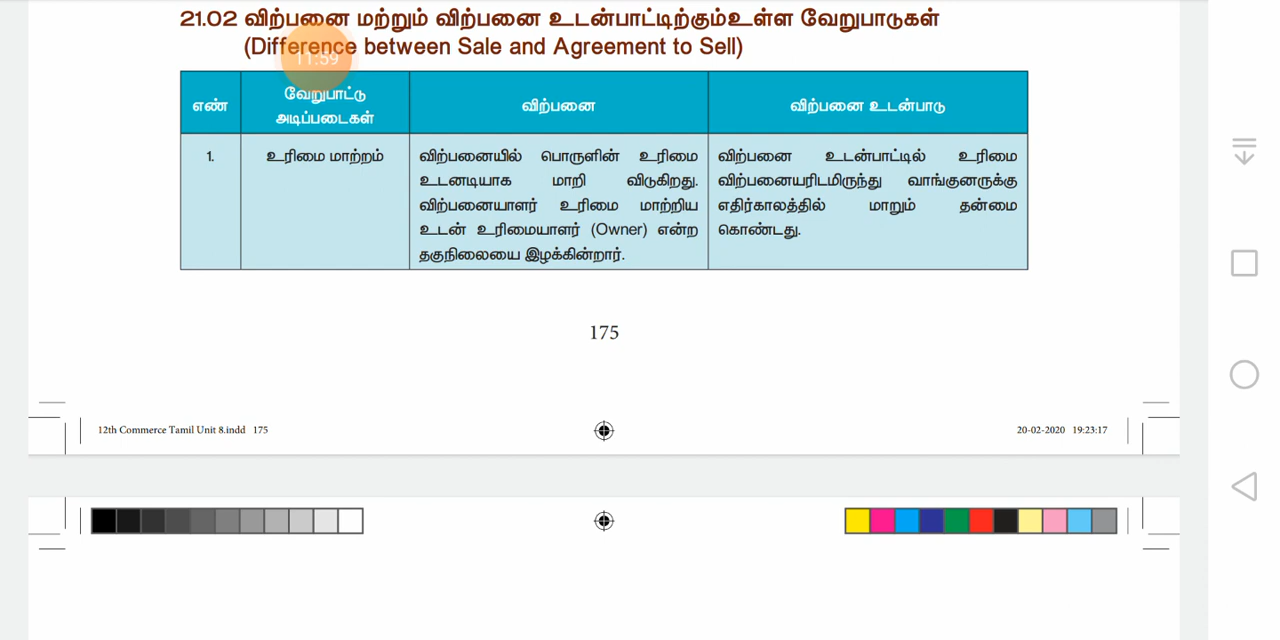 21.02 விற்பனை மற்றும் விற்பனை உடன்பாட்டிற்கும்உள்ள வேறுபாடுகள்
(Difference between Sale and Agreement to Sell)
11:59
எண்
வேறுபாட்டு
அடிப்படைகள்
விற்பனை
விற்பனை உடன்பாடு
1.
உரிமை மாற்றம்
விற்பனையில் பொருளின் உரிமை
உடனடியாக மாறி விடுகிறது.
விற்பனையாளர் உரிமை மாற்றிய
உடன் உரிமையாளர் (Owner) என்ற
தகுநிலையை இழக்கின்றார்.
விற்பனை உடன்பாட்டில் உரிமை
விற்பனையரிடமிருந்து வாங்குனருக்கு
எதிர்காலத்தில் மாறும் தன்மை
கொண்டது.
175
12th Commerce Tamil Unit 8.indd 175
20-02-2020 19:23:17